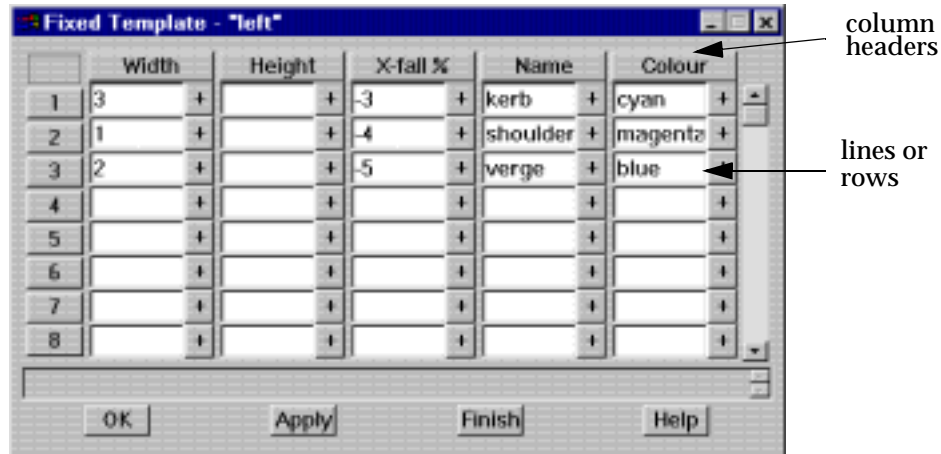 Fixed Template - "left"
column
headers
Width Height X-fall % Name Colour
1 3 + + -3 + kerb + cyan +
2 1 + + -4 + shoulder + magenta +
lines or
rows
3 2 + + -5 + verge + blue +
4 + + + + +
5 + + + + +
6 + + + + +
7 + + + + +
8 + + + + +
OK Apply Finish Help